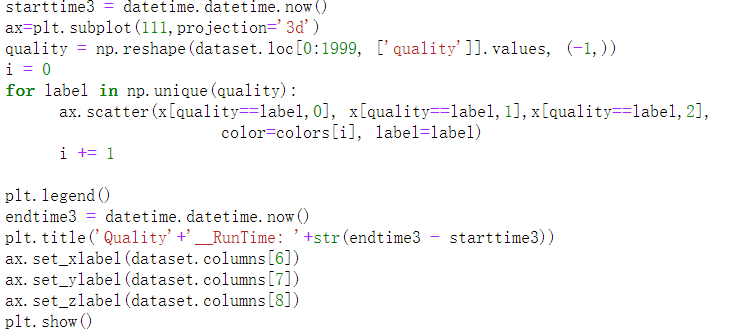 starttime3 = datetime.datetime.now()
ax=plt.subplot(111,projection='3d')
quality = np.reshape(dataset.loc[0:1999, ['quality']].values, (-1,))
i = 0
for label in np.unique(quality):
    ax.scatter(x[quality==label,0], x[quality==label,1],x[quality==label,2],
                color=colors[i], label=label)
    i += 1

plt.legend()
endtime3 = datetime.datetime.now()
plt.title('Quality'+'__RunTime: '+str(endtime3 - starttime3))
ax.set_xlabel(dataset.columns[6])
ax.set_ylabel(dataset.columns[7])
ax.set_zlabel(dataset.columns[8])
plt.show()